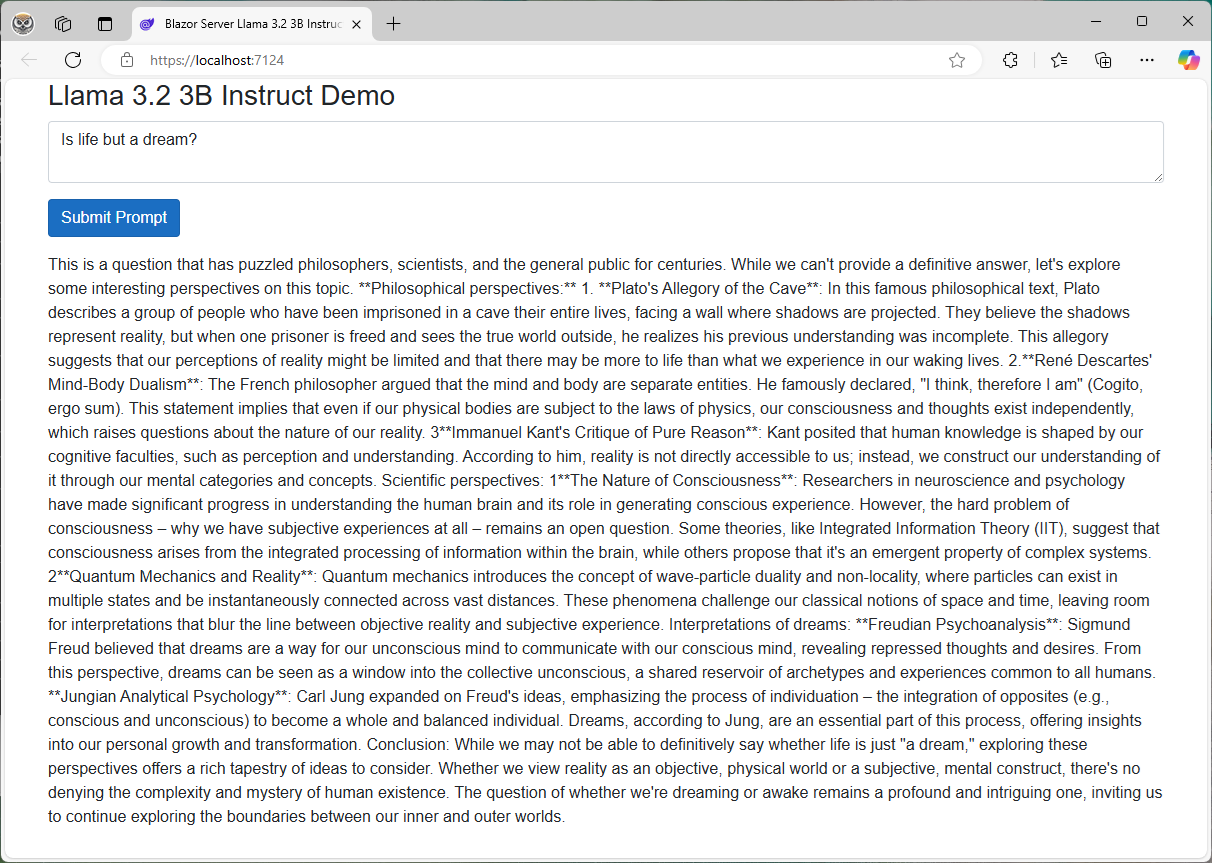 Blazor Server Llama 3.2 3B Instruc
https://localhost:7124
Llama 3.2 3B Instruct Demo
Is life but a dream?
Submit Prompt
This is a question that has puzzled philosophers, scientists, and the general public for centuries. While we can't provide a definitive answer, let's explore
some interesting perspectives on this topic. **Philosophical perspectives:** 1. **Plato's Allegory of the Cave**: In this famous philosophical text, Plato
describes a group of people who have been imprisoned in a cave their entire lives, facing a wall where shadows are projected. They believe the shadows
represent reality, but when one prisoner is freed and sees the true world outside, he realizes his previous understanding was incomplete. This allegory
suggests that our perceptions of reality might be limited and that there may be more to life than what we experience in our waking lives. 2.**René Descartes'
Mind-Body Dualism**: The French philosopher argued that the mind and body are separate entities. He famously declared, "I think, therefore I am" (Cogito,
ergo sum). This statement implies that even if our physical bodies are subject to the laws of physics, our consciousness and thoughts exist independently,
which raises questions about the nature of our reality. 3**Immanuel Kant's Critique of Pure Reason**: Kant posited that human knowledge is shaped by our
cognitive faculties, such as perception and understanding. According to him, reality is not directly accessible to us; instead, we construct our understanding of
it through our mental categories and concepts. Scientific perspectives: 1**The Nature of Consciousness**: Researchers in neuroscience and psychology
have made significant progress in understanding the human brain and its role in generating conscious experience. However, the hard problem of
consciousness – why we have subjective experiences at all – remains an open question. Some theories, like Integrated Information Theory (IIT), suggest that
consciousness arises from the integrated processing of information within the brain, while others propose that it's an emergent property of complex systems.
2**Quantum Mechanics and Reality**: Quantum mechanics introduces the concept of wave-particle duality and non-locality, where particles can exist in
multiple states and be instantaneously connected across vast distances. These phenomena challenge our classical notions of space and time, leaving room
for interpretations that blur the line between objective reality and subjective experience. Interpretations of dreams: **Freudian Psychoanalysis**: Sigmund
Freud believed that dreams are a way for our unconscious mind to communicate with our conscious mind, revealing repressed thoughts and desires. From
this perspective, dreams can be seen as a window into the collective unconscious, a shared reservoir of archetypes and experiences common to all humans.
**Jungian Analytical Psychology**: Carl Jung expanded on Freud's ideas, emphasizing the process of individuation – the integration of opposites (e.g.,
conscious and unconscious) to become a whole and balanced individual. Dreams, according to Jung, are an essential part of this process, offering insights
into our personal growth and transformation. Conclusion: While we may not be able to definitively say whether life is just "a dream," exploring these
perspectives offers a rich tapestry of ideas to consider. Whether we view reality as an objective, physical world or a subjective, mental construct, there's no
denying the complexity and mystery of human existence. The question of whether we're dreaming or awake remains a profound and intriguing one, inviting us
to continue exploring the boundaries between our inner and outer worlds.